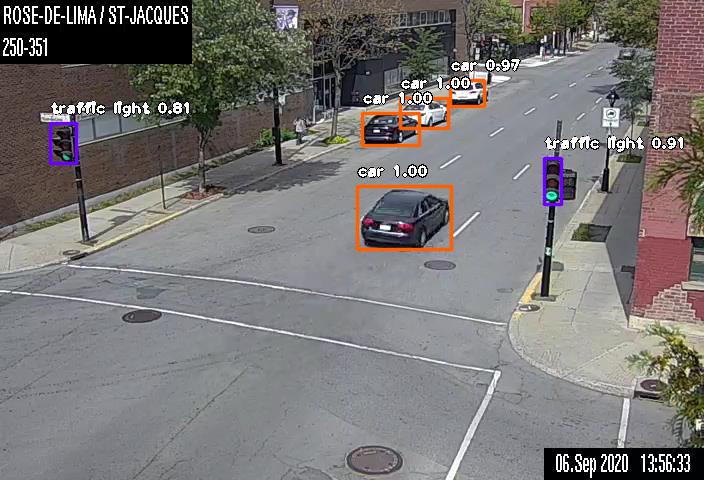 ROSE-DE-LIMA / ST-JACQUES
250-351
car 0.97
car 1.00
car 1.00
traffic light 0.81
traffic light 0.91
car 1.00
06.Sep 2020 13:56:33